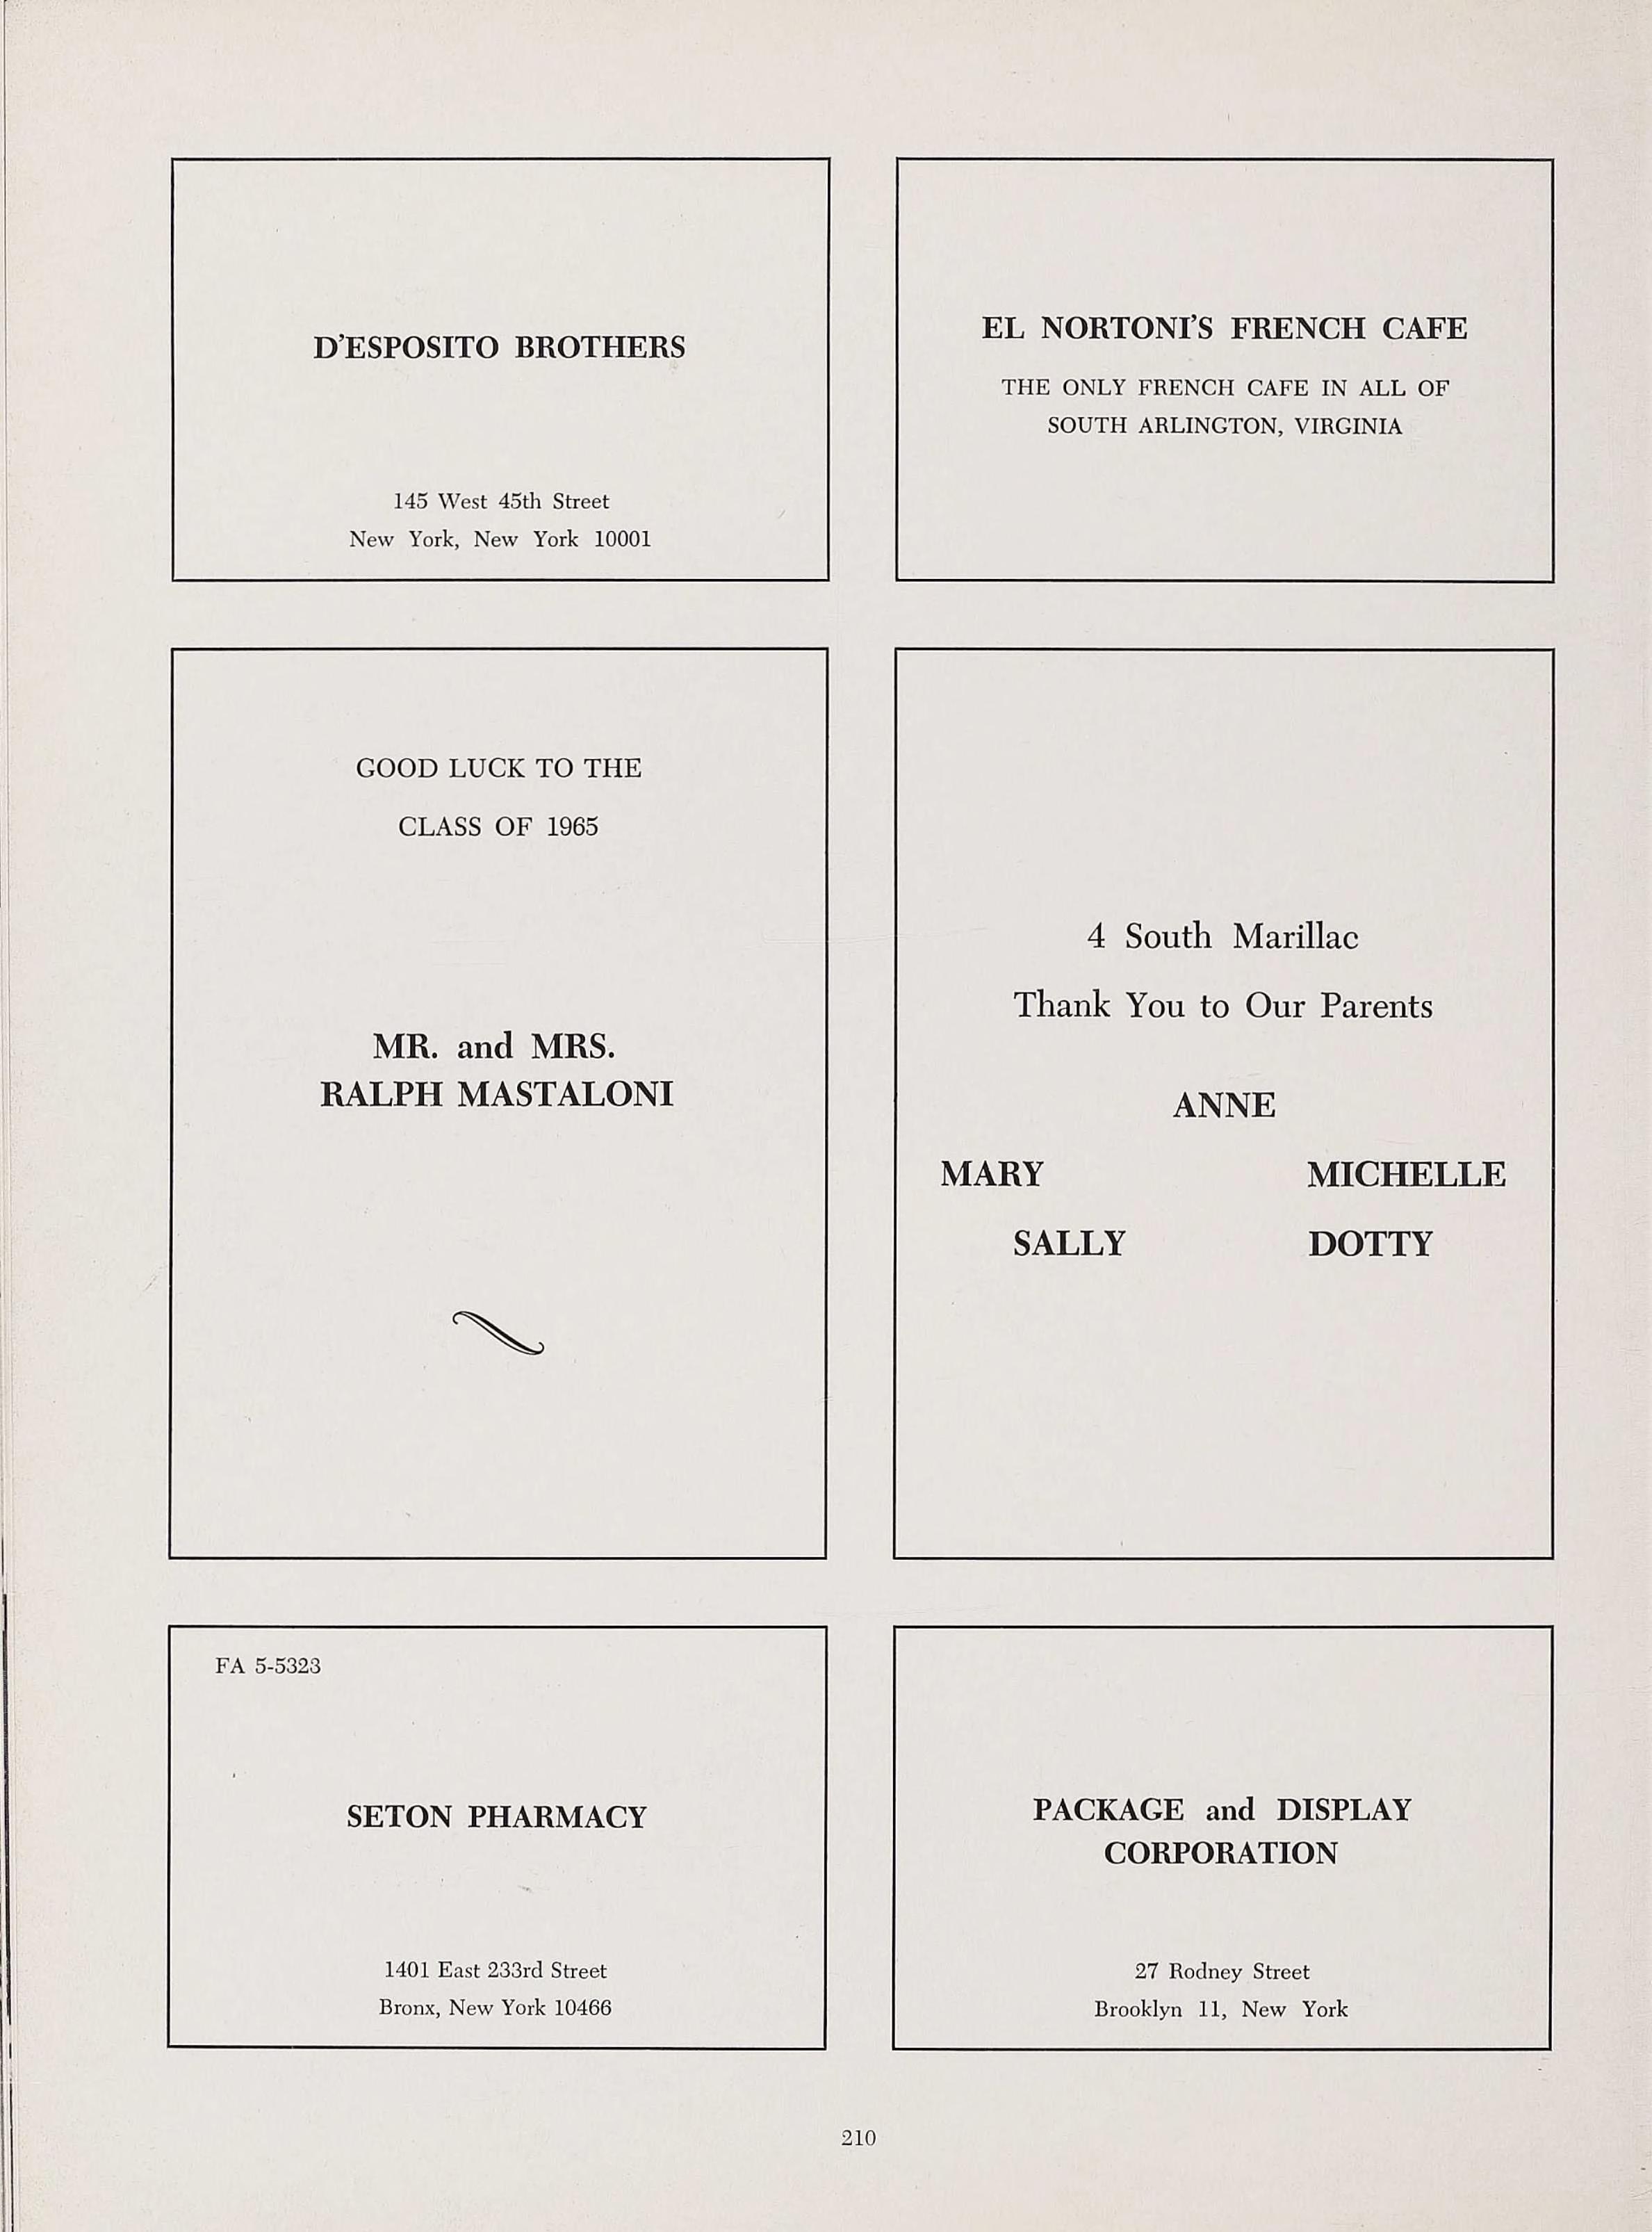 D'ESPOSITO BROTHERS
145 West 45th Street
New York, New York 10001
EL NORTONI'S FRENCH CAFE
THE ONLY FRENCH CAFE IN ALL OF
SOUTH ARLINGTON, VIRGINIA
GOOD LUCK TO THE
CLASS OF 1965
MR. and MRS.
RALPH MASTALONI
4 South Marillac
Thank You to Our Parents
ANNE
MARY MICHELLE
SALLY DOTTY
FA 5-5323
SETON PHARMACY
1401 East 233rd Street
Bronx, New York 10466
PACKAGE and DISPLAY
CORPORATION
27 Rodney Street
Brooklyn 11, New York
210